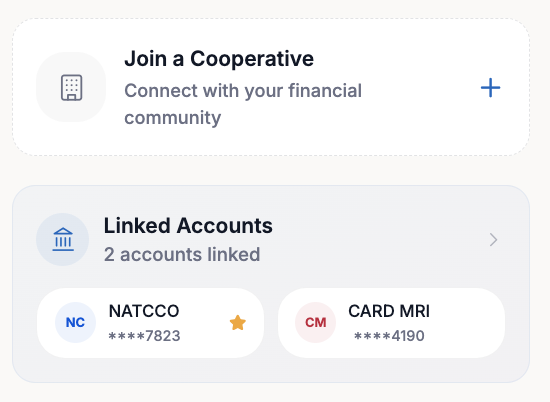 Join a Cooperative
Connect with your financial
community
Linked Accounts
2 accounts linked
NC
NATCCO
****7823
CM
CARD MRI
****4190